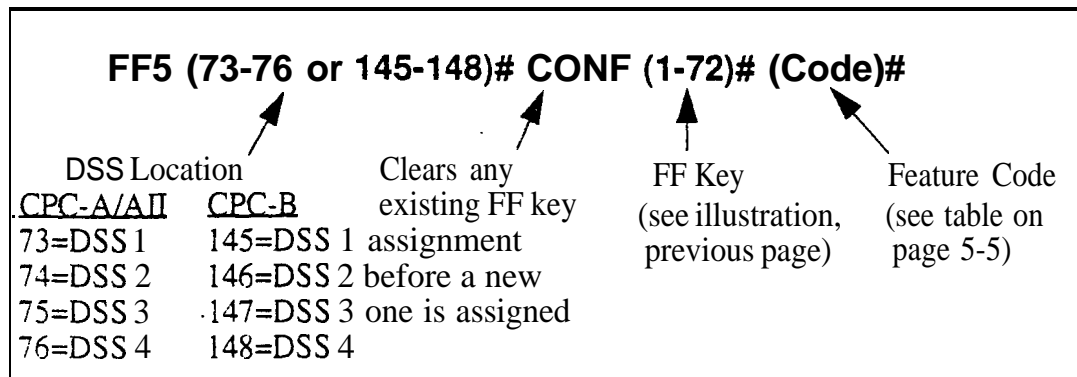 FF5 (73-76 or 145-148)# CONF (1-72)# (Code)#
DSS Location
CPC-A/AII CPC-B
73=DSS 1 145=DSS 1
74=DSS 2 146=DSS 2
75=DSS 3 147=DSS 3
76=DSS 4 148=DSS 4
Clears any
existing FF key
assignment
before a new
one is assigned
FF Key
(see illustration,
previous page)
Feature Code
(see table on
page 5-5)